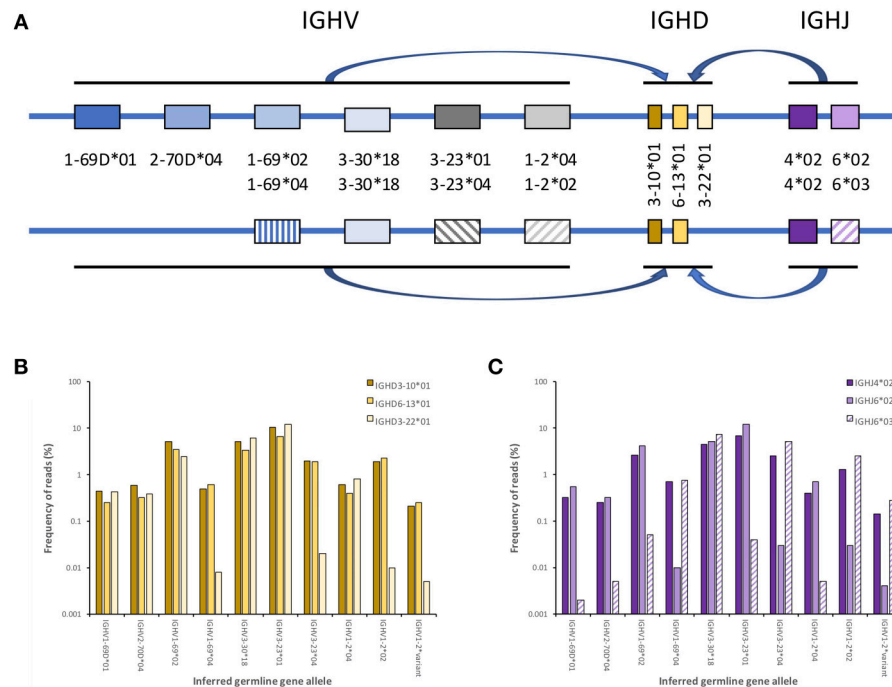 A
IGHV IGHD IGHJ
1-69D*01 2-70D*04 1-69*02 3-30*18 3-23*01 1-2*04 3-10*01 6-13*01 3-22*01 4*02 6*02
1-69*04 3-30*18 3-23*04 1-2*02 4*02 6*03
B
Frequency of reads (%)
100
10
1
0.1
0.01
0.001
IGHD3-10*01
IGHD6-13*01
IGHD3-22*01
IGHV1-69D*01
IGHV2-70D*04
IGHV1-69*02
IGHV1-69*04
IGHV3-30*18
IGHV3-23*01
IGHV3-23*04
IGHV1-2*04
IGHV1-2*02
IGHV1-2*variant
Inferred germline gene allele
C
Frequency of reads (%)
100
10
1
0.1
0.01
0.001
IGHJ4*02
IGHJ6*02
IGHJ6*03
IGHV1-69D*01
IGHV2-70D*04
IGHV1-69*02
IGHV1-69*04
IGHV3-30*18
IGHV3-23*01
IGHV3-23*04
IGHV1-2*04
IGHV1-2*02
IGHV1-2*variant
Inferred germline gene allele